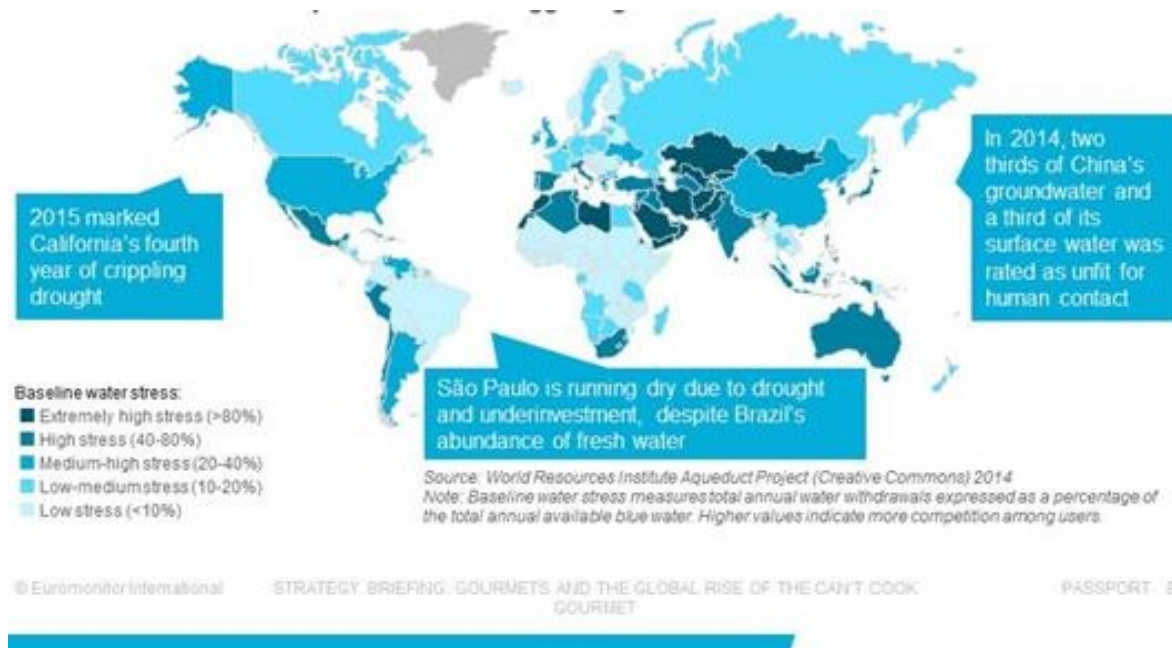 2015 marked
California's fourth
year of crippling
drought
In 2014, two
thirds of China's
groundwater and
a third of its
surface water was
rated as unfit for
human contact
São Paulo is running dry due to drought
and underinvestment, despite Brazil's
abundance of fresh water
Baseline water stress:
Extremely high stress (>80%)
High stress (40-80%)
Medium-high stress (20-40%)
Low-medium stress (10-20%)
Low stress (<10%)
Source: World Resources Institute Aqueduct Project (Creative Commons) 2014
Note: Baseline water stress measures total annual water withdrawals expressed as a percentage of
the total annual available blue water. Higher values indicate more competition among users.
© Euromonitor International
STRATEGY BRIEFING: GOURMETS AND THE GLOBAL RISE OF THE CAN'T COOK
GOURMET
PASSPORT